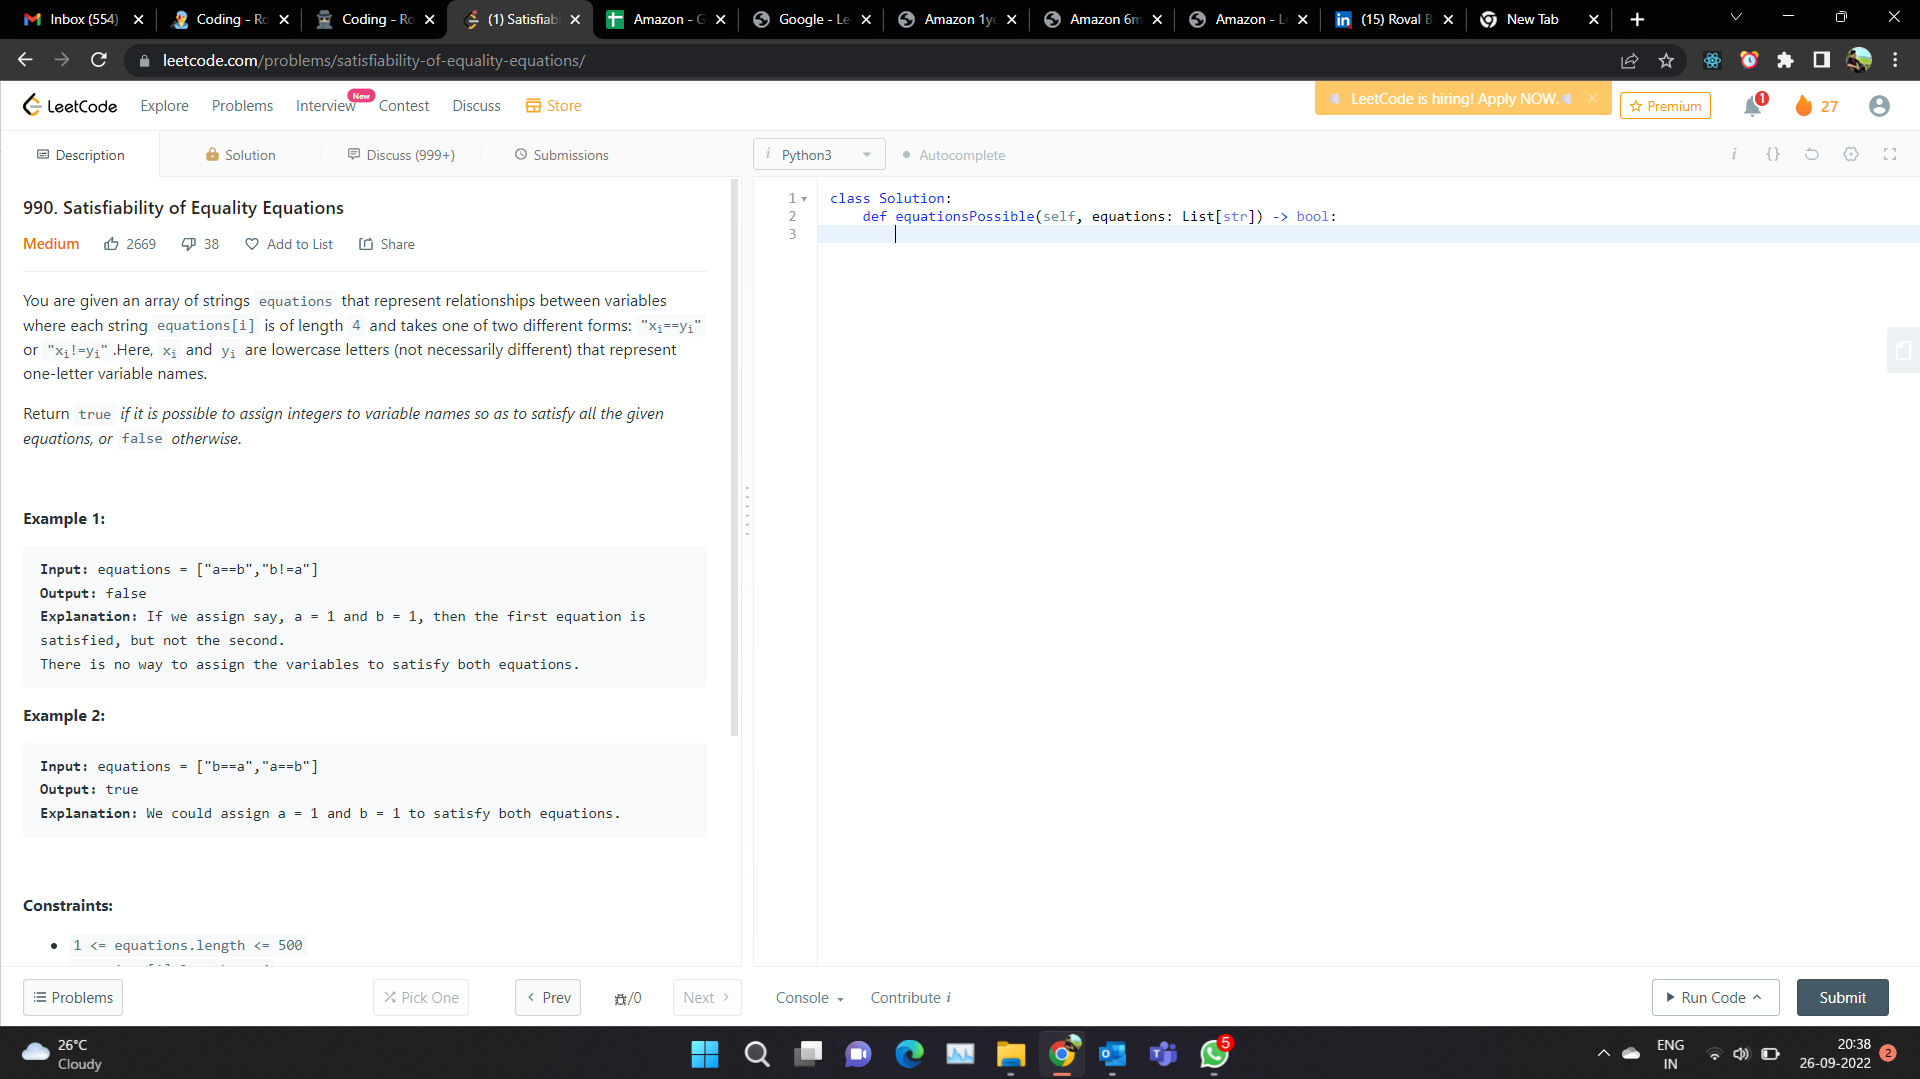 Inbox (554)
Coding - Ro
Coding - Ro
(1) Satisfiab
Amazon - G
Google - Le
Amazon 1ye
Amazon 6m
Amazon - L
(15) Roval B
New Tab
leetcode.com/problems/satisfiability-of-equality-equations/
LeetCode Explore Problems Interview New Contest Discuss Store
LeetCode is hiring! Apply NOW.
Premium
1
27
Description
Solution
Discuss (999+)
Submissions
Python3
Autocomplete
990. Satisfiability of Equality Equations
Medium 2669 38 Add to List Share
You are given an array of strings equations that represent relationships between variables
where each string equations[i] is of length 4 and takes one of two different forms: "xi==yi"
or "xi!=yi" .Here, xi and yi are lowercase letters (not necessarily different) that represent
one-letter variable names.
Return true if it is possible to assign integers to variable names so as to satisfy all the given
equations, or false otherwise.
Example 1:
Input: equations = ["a==b","b!=a"]
Output: false
Explanation: If we assign say, a = 1 and b = 1, then the first equation is
satisfied, but not the second.
There is no way to assign the variables to satisfy both equations.
Example 2:
Input: equations = ["b==a","a==b"]
Output: true
Explanation: We could assign a = 1 and b = 1 to satisfy both equations.
Constraints:
1 <= equations.length <= 500
1 class Solution:
2 def equationsPossible(self, equations: List[str]) -> bool:
3
Problems
Pick One
Prev
/0
Next
Console
Contribute i
Run Code
Submit
26°C
Cloudy
5
ENG
IN
20:38
26-09-2022
2